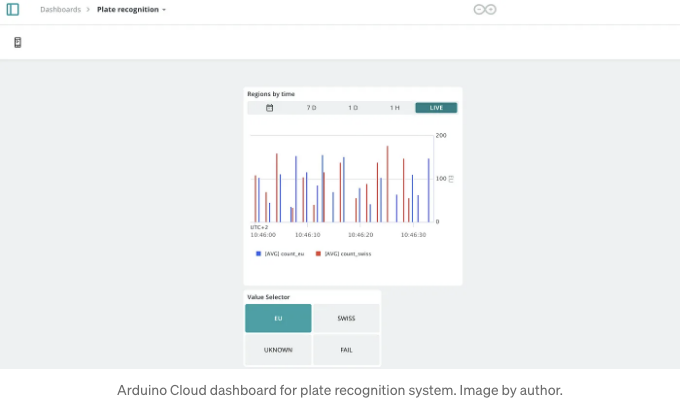 Dashboards > Plate recognition
Regions by time
7 D 1 D 1 H LIVE
200
100
0
UTC+2
10:46:00 10:46:10 10:46:20 10:46:30
[AVG] count_eu [AVG] count_swiss
Value Selector
EU SWISS
UKNOWN FAIL
Arduino Cloud dashboard for plate recognition system. Image by author.